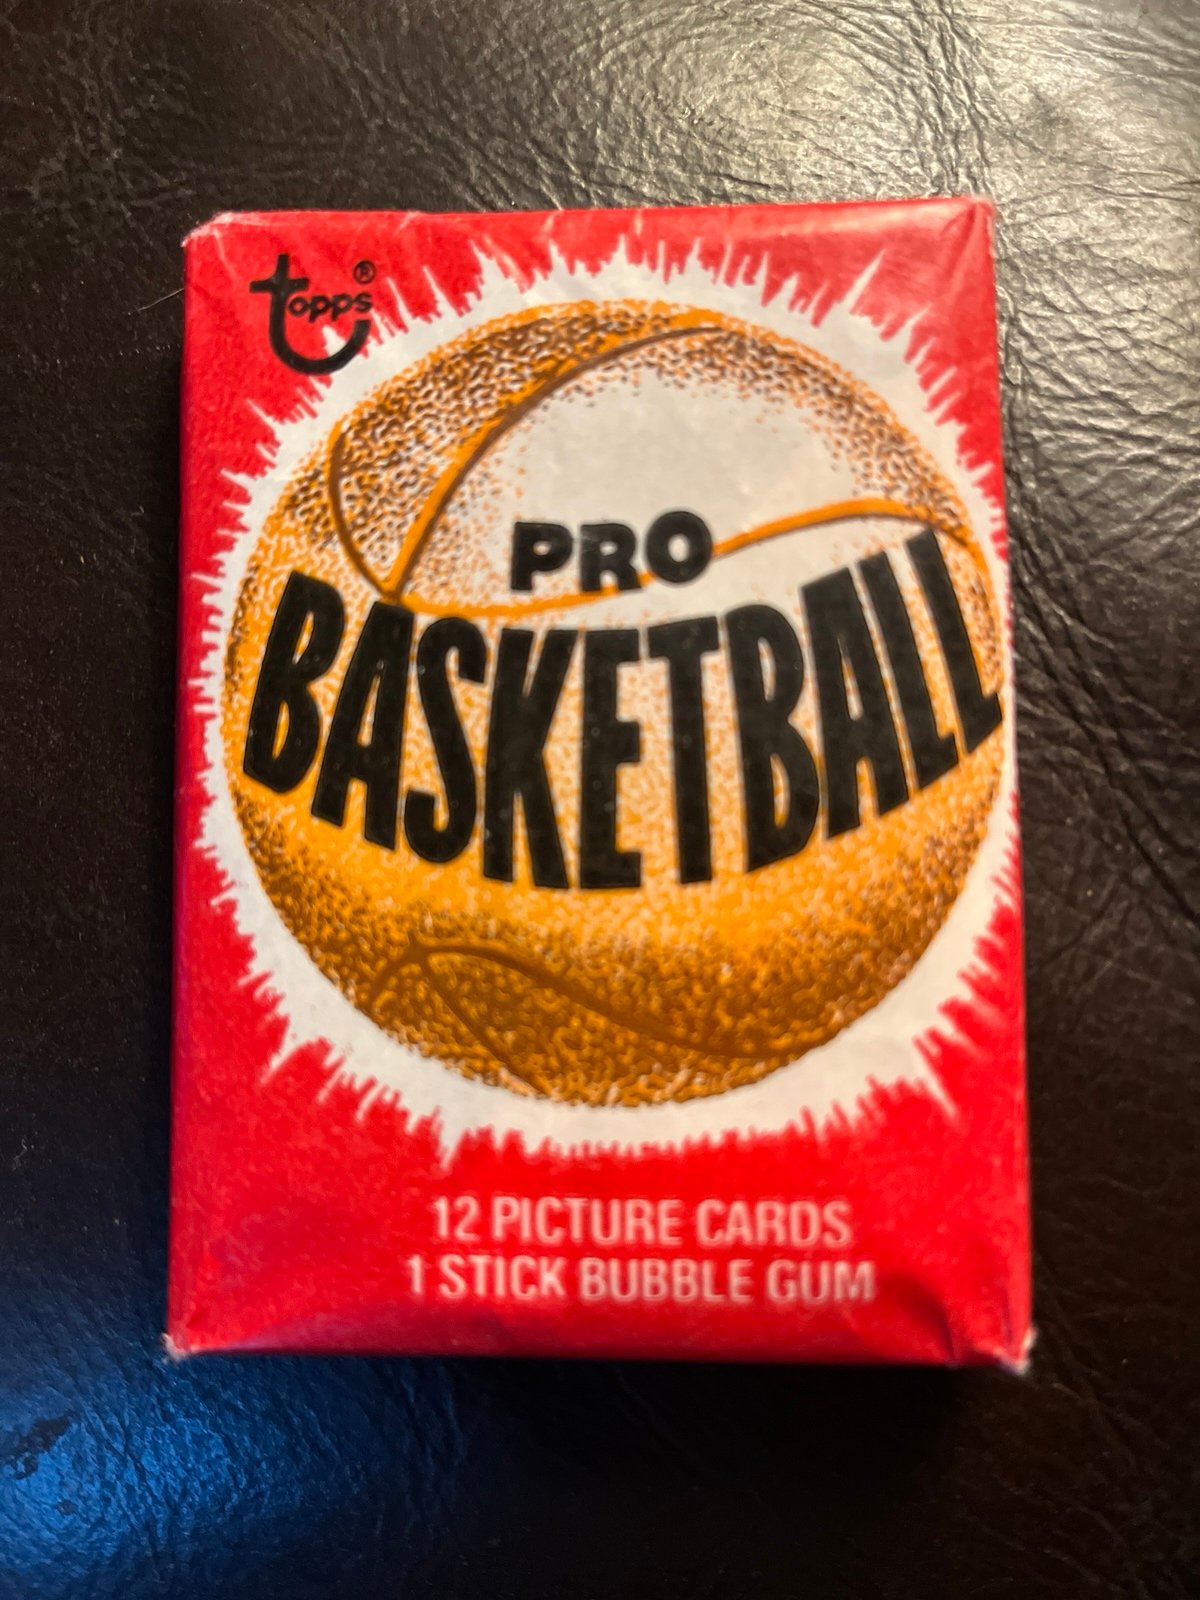 topps®
PRO
BASKETBALL
12 PICTURE CARDS
1 STICK BUBBLE GUM